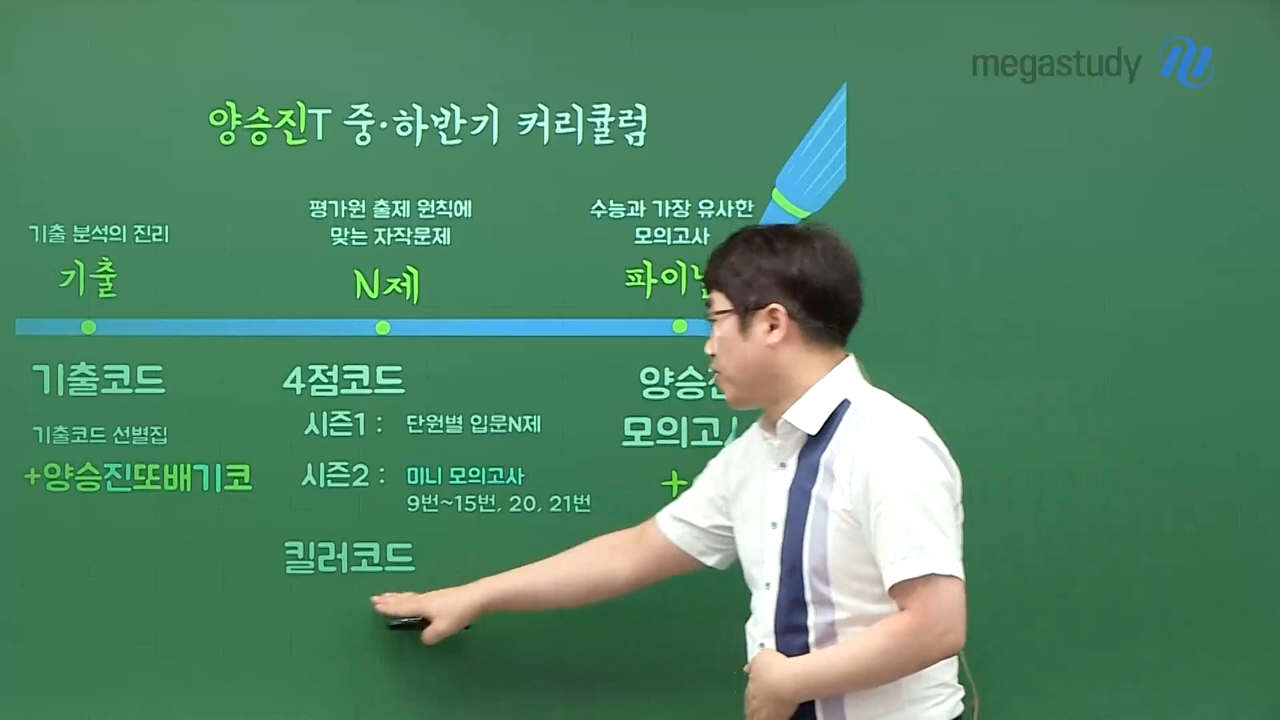 megastudy
양승진T 중·하반기 커리큘럼
기출 분석의 진리
기출
평가원 출제 원칙에
맞는 자작문제
N제
수능과 가장 유사한
모의고사
기출코드
기출코드 선별집
+양승진또배기코
4점코드
시즌1 : 단원별 입문N제
시즌2 : 미니 모의고사
9번~15번, 20, 21번
킬러코드